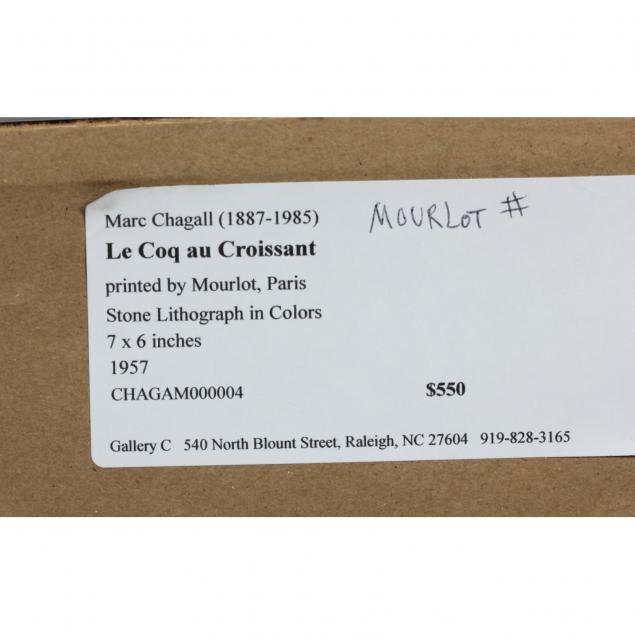 Marc Chagall (1887-1985) MOURLOT #
Le Coq au Croissant
printed by Mourlot, Paris
Stone Lithograph in Colors
7 x 6 inches
1957
CHAGAM000004 $550
Gallery C 540 North Blount Street, Raleigh, NC 27604 919-828-3165